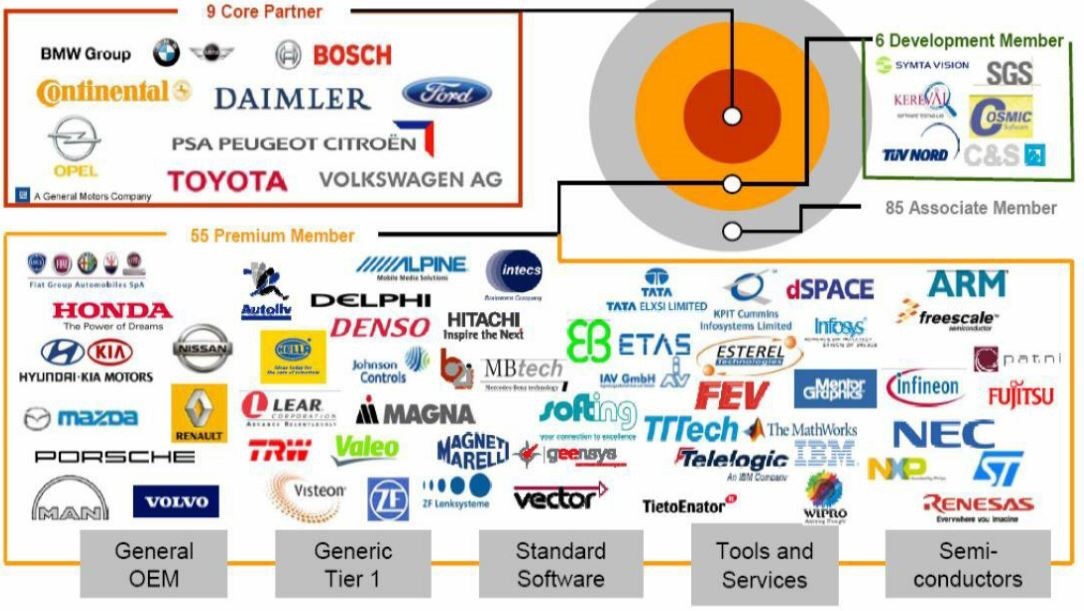 9 Core Partner
BMW Group
BOSCH
Continental
DAIMLER
Ford
OPEL
PSA PEUGEOT CITROËN
TOYOTA
VOLKSWAGEN AG
GM
A General Motors Company
6 Development Member
SYMTA VISION
SGS
KEREVAL
COSMIC
Software
TÜV NORD
C&S
85 Associate Member
55 Premium Member
Fiat Group Automobiles SpA
HONDA
The Power of Dreams
NISSAN
HYUNDAI·KIA MOTORS
KIA
mazda
RENAULT
PORSCHE
MAN
VOLVO
Autoliv
ALPINE
Mobile Media Solutions
intecs
DELPHI
DENSO
HITACHI
Inspire the Next
HELLA
Johnson
Controls
MBtech
Mercedes-Benz technology
LEAR
CORPORATION
ADVANCE RELENTLESSLY
MAGNA
TRW
Valeo
MAGNETI
MARELLI
geensys
Visteon
ZF
ZF Lenksysteme
vector
TATA
TATA ELXSI LIMITED
KPIT Cummins
Infosystems Limited
dSPACE
EB
ETAS
Infosys
ESTEREL
Technologies
IAV GmbH
FEV
Mentor
Graphics
softing
your connection to excellence
TTTech
The MathWorks
Telelogic
An IBM Company
IBM
TietoEnator
WIPRO
Applying Thought
ARM
freescale
semiconductor
patni
infineon
FUJITSU
NEC
NXP
ST
RENESAS
Everywhere you imagine
General
OEM
Generic
Tier 1
Standard
Software
Tools and
Services
Semi-
conductors